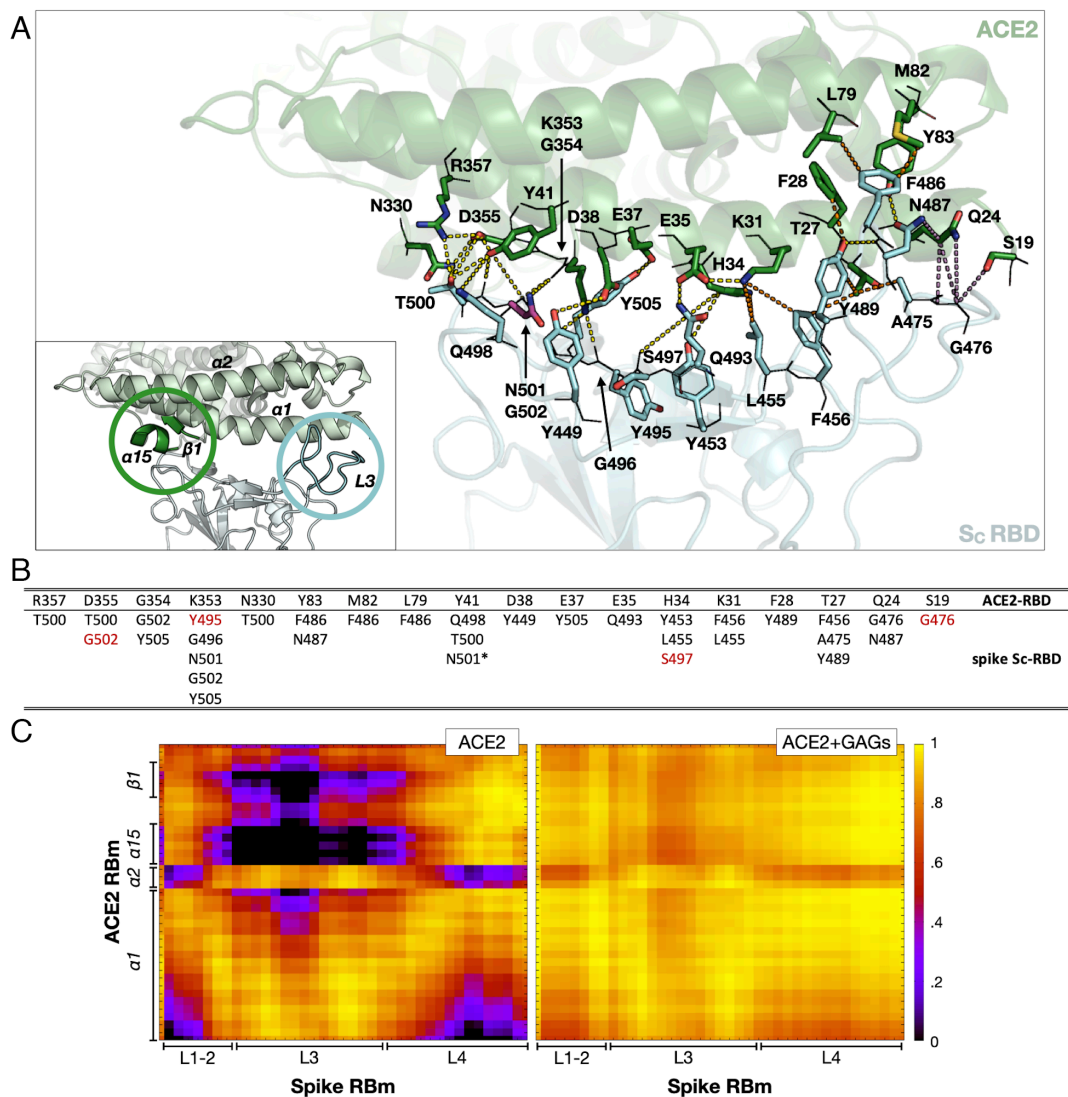 A
ACE2
M82
L79
K353
G354
Y83
R357
Y41
F28
F486
N330
D355
D38
E37
E35
K31
T27
N487
Q24
S19
H34
T500
Y505
Y489
A475
Q498
S497
Q493
G476
N501
G502
L455
F456
Y449
Y495
Y453
G496
α2
α1
α15
β1
L3
Sc RBD
B
R357 D355 G354 K353 N330 Y83 M82 L79 Y41 D38 E37 E35 H34 K31 F28 T27 Q24 S19 ACE2-RBD
T500 T500 G502 Y495 T500 F486 F486 F486 Q498 Y449 Y505 Q493 Y453 F456 Y489 F456 G476 G476
G502 Y505 G496 N487 T500 L455 L455 A475 N487
N501 N501* S497 Y489 spike Sc-RBD
G502
Y505
C
ACE2
ACE2+GAGs
ACE2 RBm
β1
α15
α2
α1
1
.8
.6
.4
.2
0
L1-2 L3 L4
L1-2 L3 L4
Spike RBm
Spike RBm